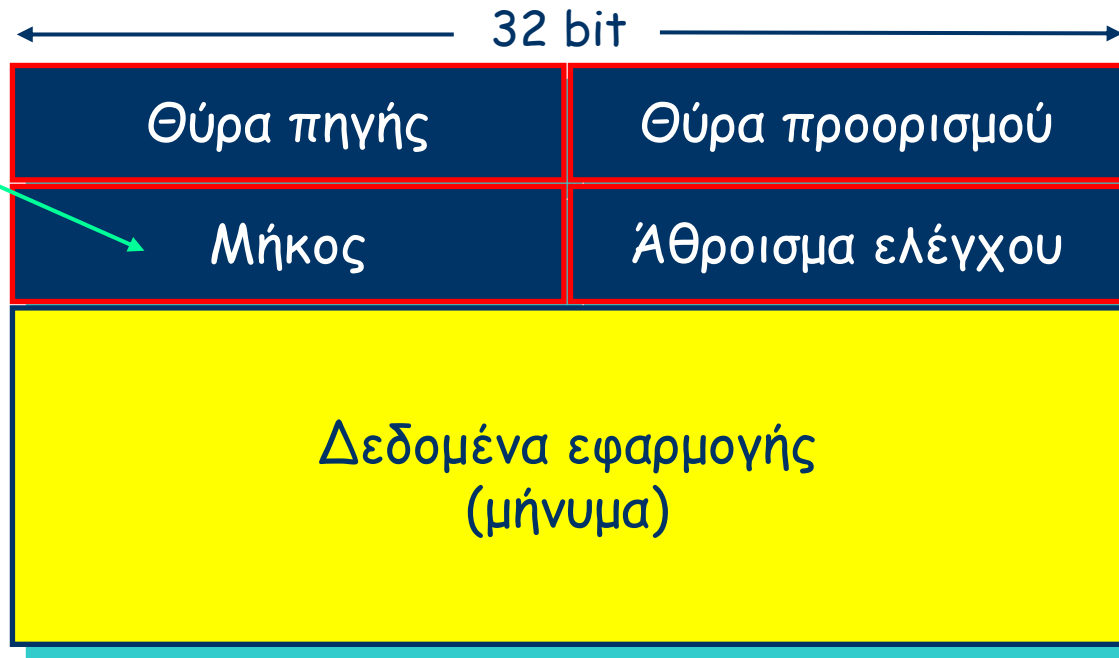 32 bit
Θύρα πηγής
Θύρα προορισμού
Μήκος
Άθροισμα ελέγχου
Δεδομένα εφαρμογής
(μήνυμα)